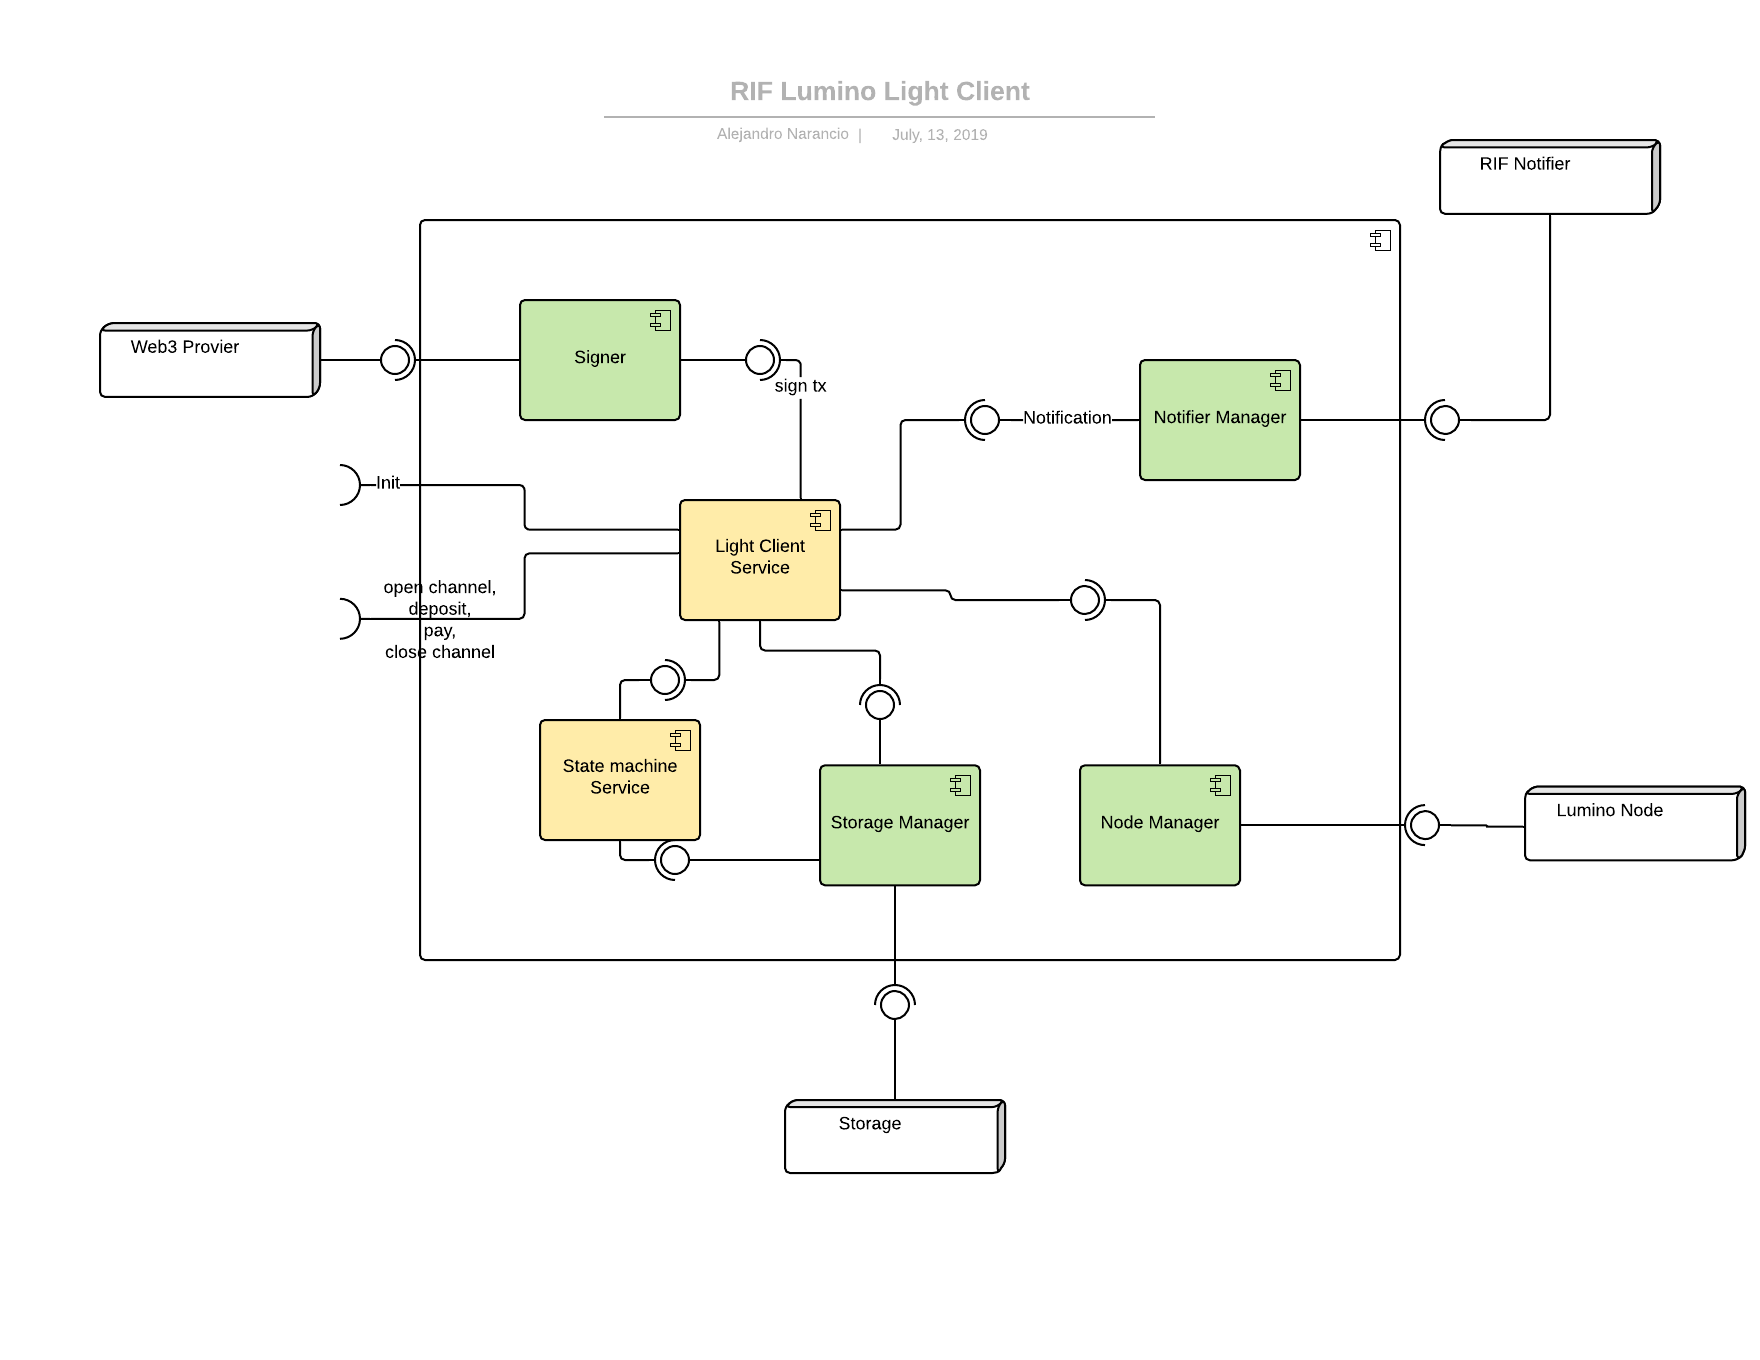 RIF Lumino Light Client
Alejandro Narancio | July, 13, 2019
RIF Notifier
Web3 Provier
Signer
sign tx
Notification
Notifier Manager
Init
Light Client
Service
open channel,
deposit,
pay,
close channel
State machine
Service
Storage Manager
Node Manager
Lumino Node
Storage